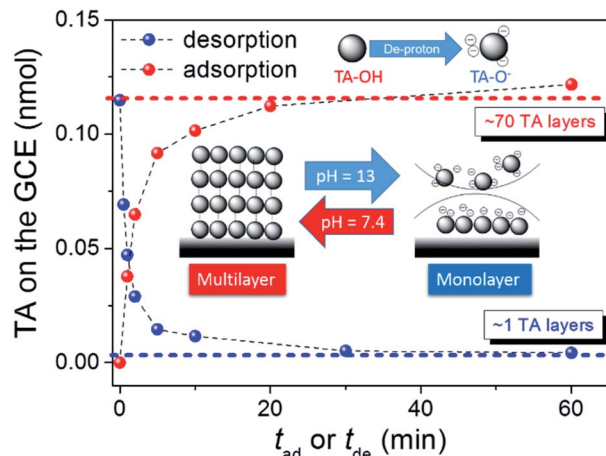 TA on the GCE (nmol)
0.15
0.10
0.05
0.00
desorption
adsorption
De-proton
TA-OH
TA-O⁻
~70 TA layers
pH = 13
pH = 7.4
Multilayer
Monolayer
~1 TA layers
0
20
40
60
t_ad or t_de (min)